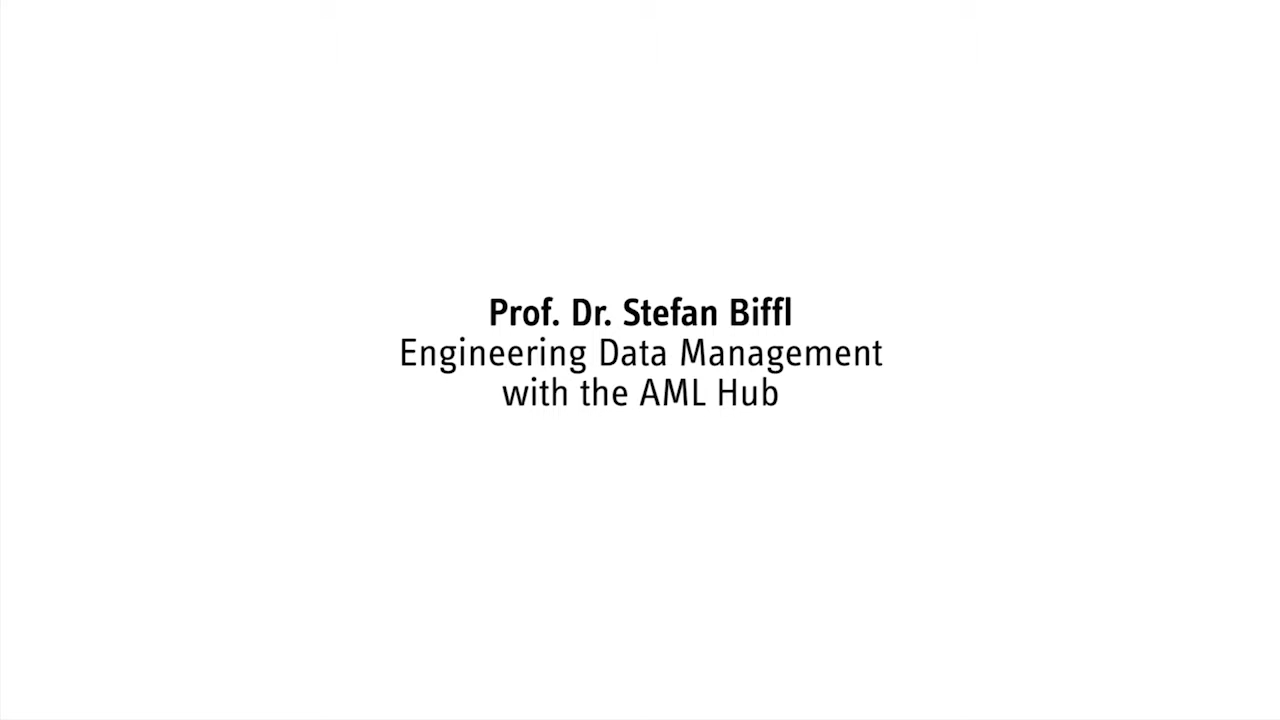 Prof. Dr. Stefan Biffl
Engineering Data Management
with the AML Hub